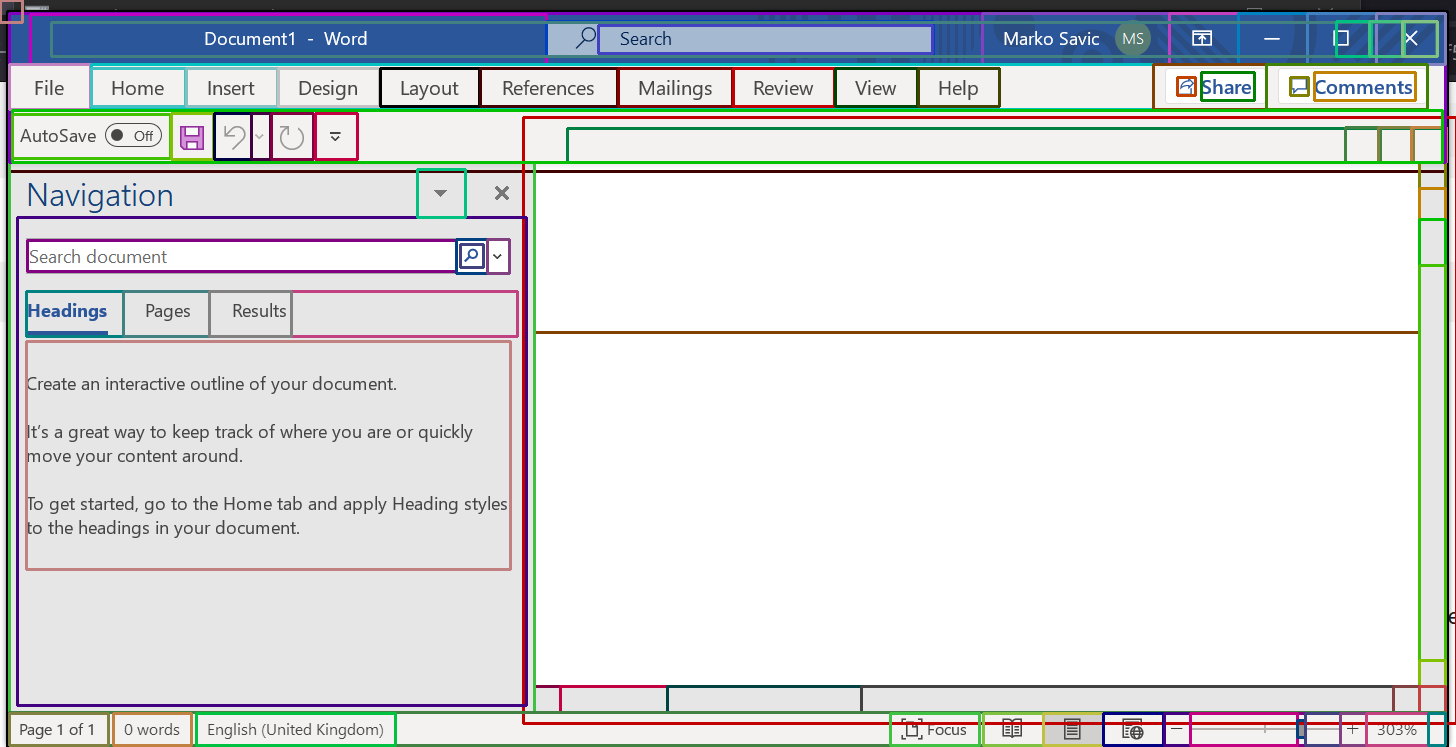 Document1 - Word
Search
Marko Savic
MS
File
Home
Insert
Design
Layout
References
Mailings
Review
View
Help
Share
Comments
AutoSave
Off
Navigation
Search document
Headings
Pages
Results
Create an interactive outline of your document.
It's a great way to keep track of where you are or quickly
move your content around.
To get started, go to the Home tab and apply Heading styles
to the headings in your document.
Page 1 of 1
0 words
English (United Kingdom)
Focus
303%